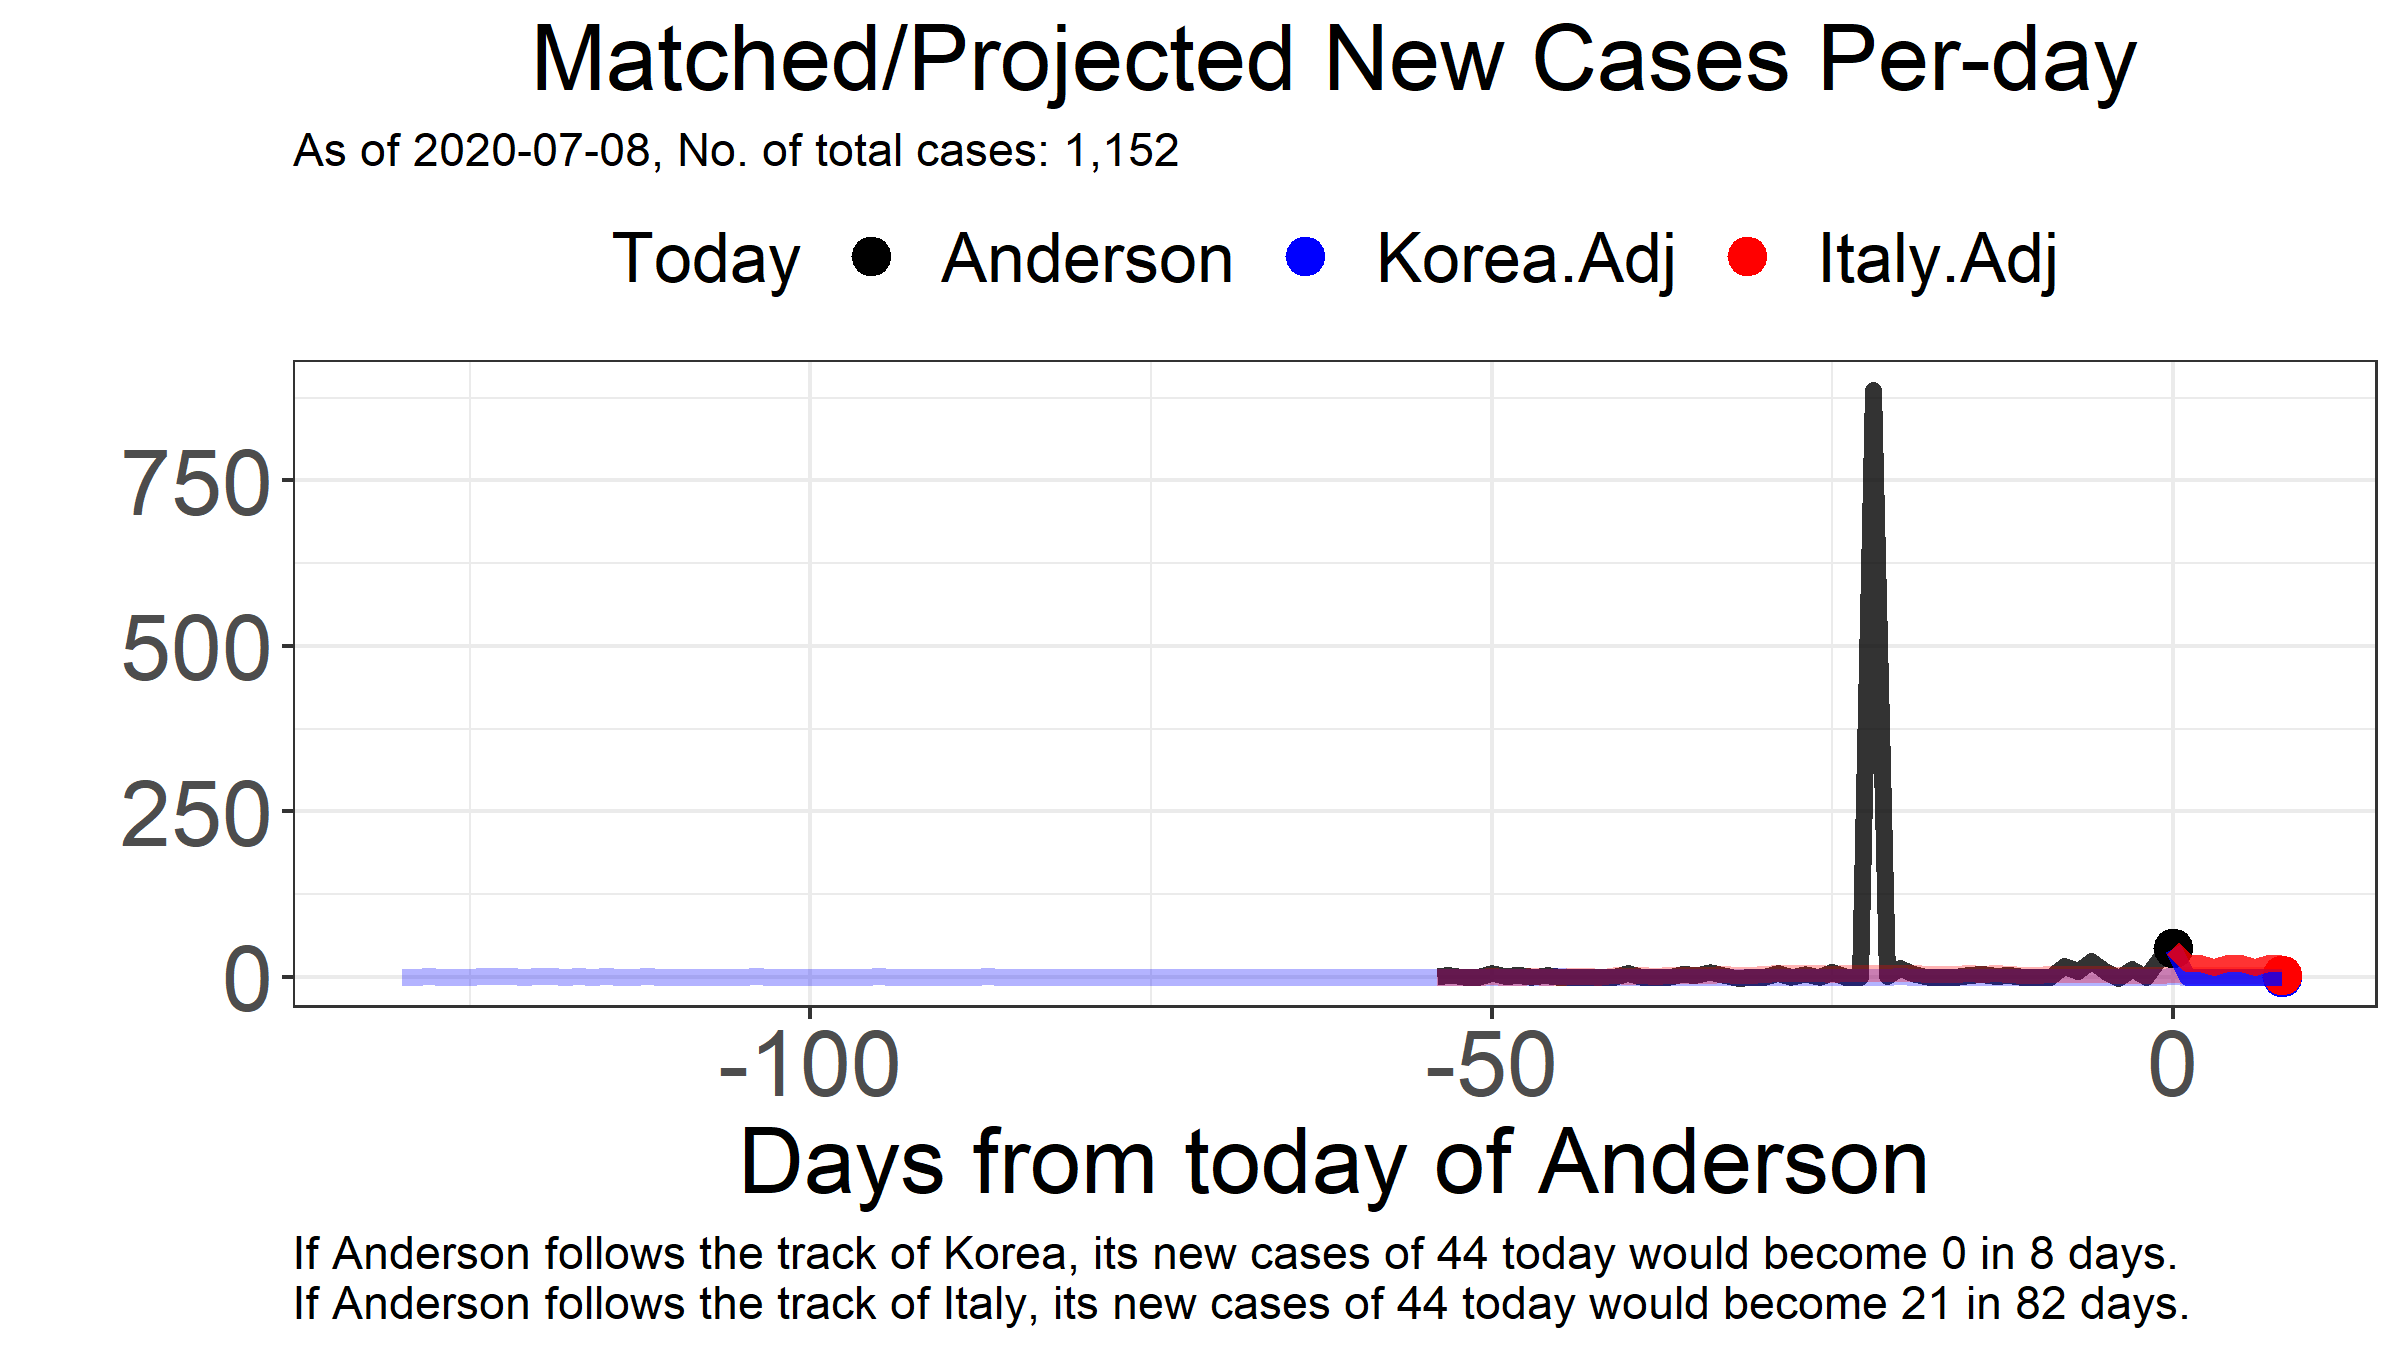 Matched/Projected New Cases Per-day
As of 2020-07-08, No. of total cases: 1,152
Today Anderson Korea.Adj Italy.Adj
750
500
250
0
-100 -50 0
Days from today of Anderson
If Anderson follows the track of Korea, its new cases of 44 today would become 0 in 8 days.
If Anderson follows the track of Italy, its new cases of 44 today would become 21 in 82 days.